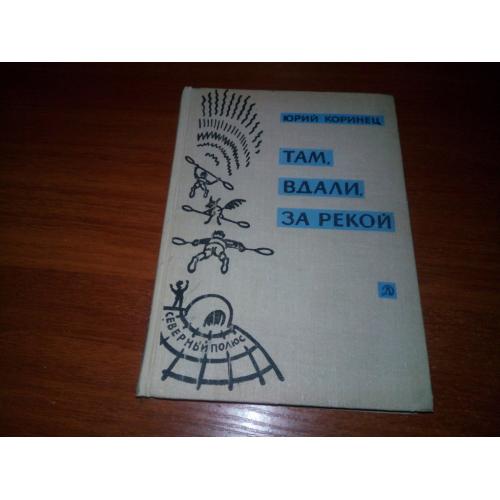 ЮРИЙ КОРИНЕЦ
ТАМ,
ВДАЛИ,
ЗА РЕКОЙ
СЕВЕРНЫЙ ПОЛЮС